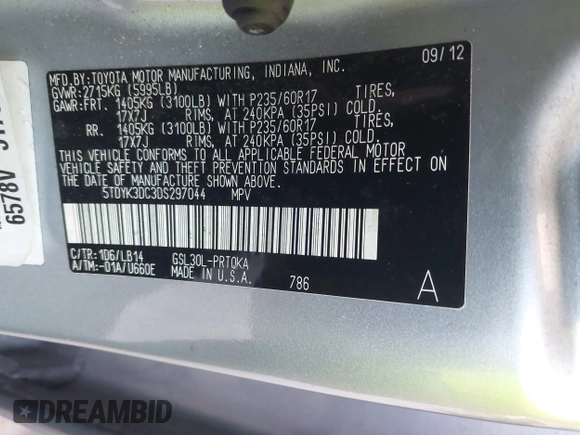 MFD.BY:TOYOTA MOTOR MANUFACTURING, INDIANA, INC. 09/12
GVWR:2715KG (5995LB)
GAWR:FRT. 1405KG (3100LB) WITH P235/60R17 TIRES,
17X7J RIMS, AT 240KPA (35PSI) COLD.
RR. 1405KG (3100LB) WITH P235/60R17 TIRES,
17X7J RIMS, AT 240KPA (35PSI) COLD.
THIS VEHICLE CONFORMS TO ALL APPLICABLE FEDERAL MOTOR
VEHICLE SAFETY AND THEFT PREVENTION STANDARDS IN EFFECT
ON THE DATE OF MANUFACTURE SHOWN ABOVE.
5TDYK3DC3DS297044 MPV
C/TR:1D6/LB14 GSL30L-PRTQKA
A/TM:-01A/U660E MADE IN U.S.A. 786
A
6578V
DREAMBID